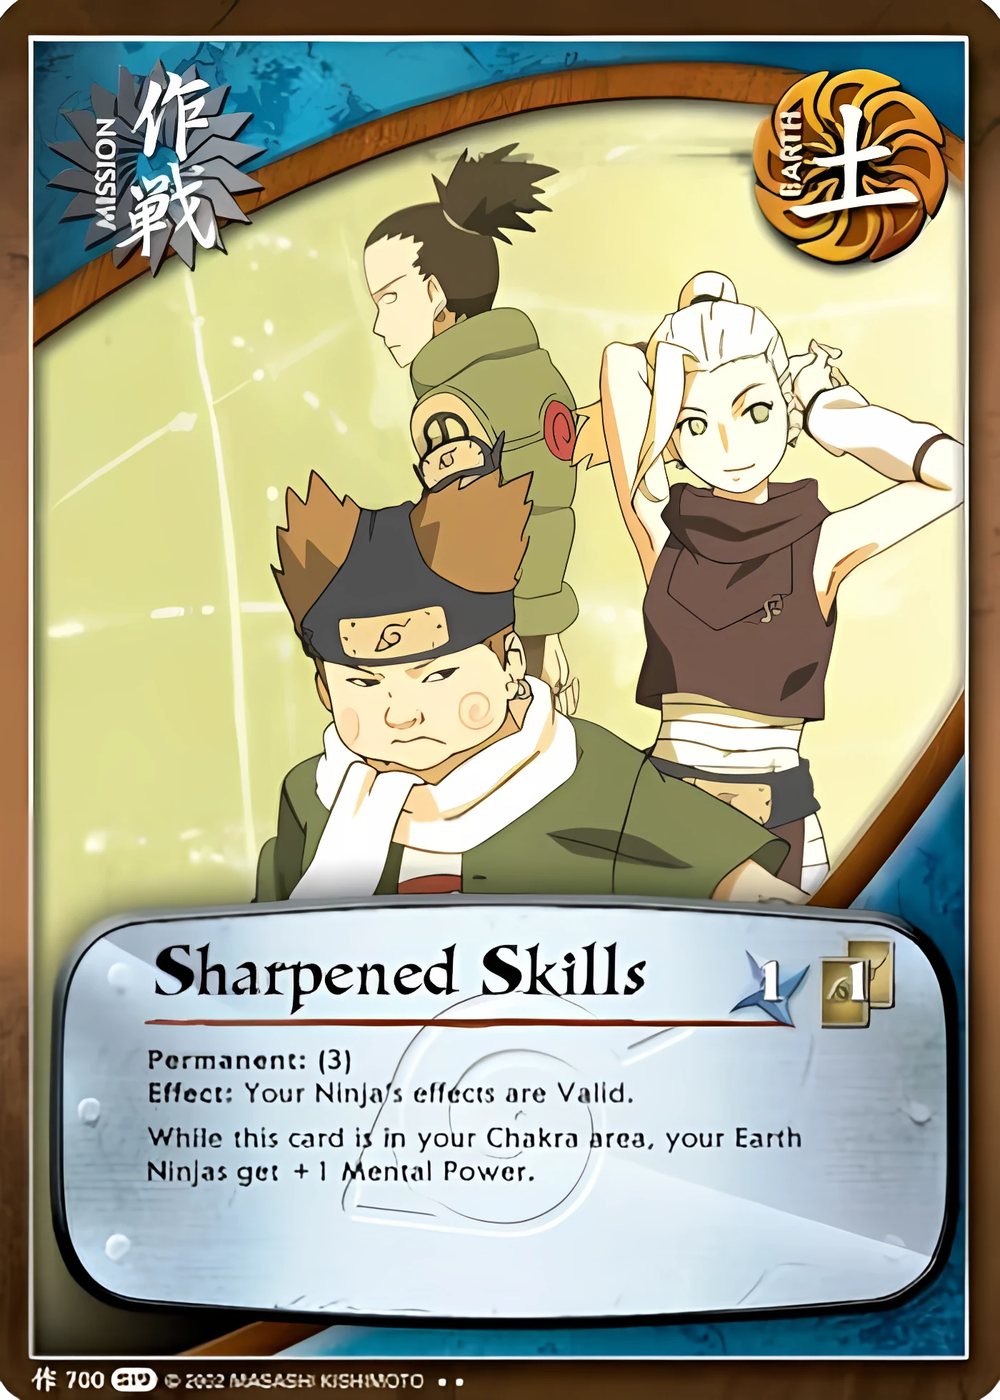 作戦
MISSION
土
EARTH
Sharpened Skills
1
1
Permanent: (3)
Effect: Your Ninja's effects are Valid.
While this card is in your Chakra area, your Earth
Ninjas get +1 Mental Power.
作 700 © 2002 MASASHI KISHIMOTO